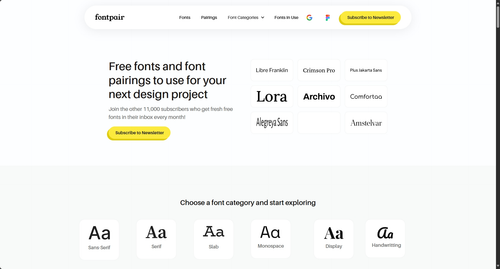 fontpair
Fonts
Pairings
Font Categories
Fonts in Use
Subscribe to Newsletter
Free fonts and font
pairings to use for your
next design project
Join the other 11,000 subscribers who get fresh free
fonts in their inbox every month!
Subscribe to Newsletter
Libre Franklin
Crimson Pro
Plus Jakarta Sans
Lora
Archivo
Comfortaa
Alegreya Sans
Amstelvar
Choose a font category and start exploring
Aa
Sans-Serif
Aa
Serif
Aa
Slab
Aa
Monospace
Aa
Display
Aa
Handwriting